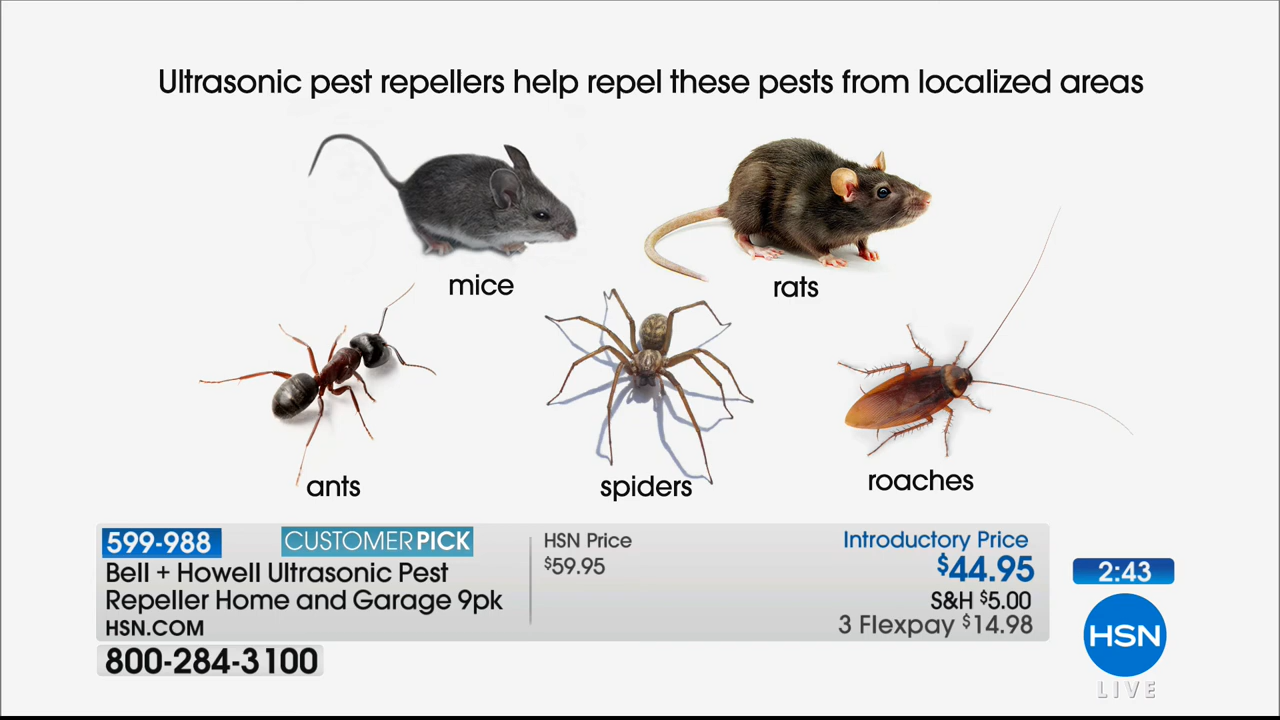 Ultrasonic pest repellers help repel these pests from localized areas
mice
rats
ants
spiders
roaches
599-988
CUSTOMER PICK
Bell + Howell Ultrasonic Pest
Repeller Home and Garage 9pk
HSN.COM
800-284-3100
HSN Price
$59.95
Introductory Price
$44.95
S&H $5.00
3 Flexpay $14.98
2:43
HSN
LIVE